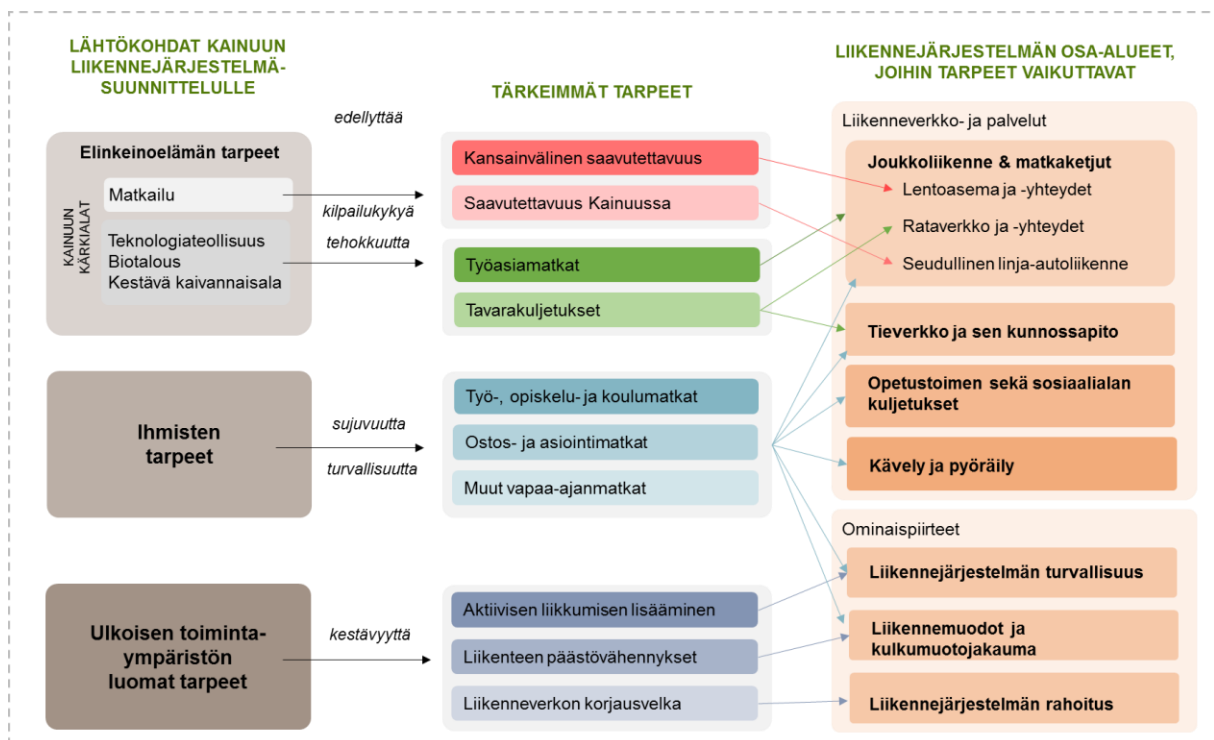 LÄHTÖKOHDAT KAINUUN
LIIKENNEJÄRJESTELMÄ-
SUUNNITTELULLE
edellyttää
TÄRKEIMMÄT TARPEET
LIIKENNEJÄRJESTELMÄN OSA-ALUEET,
JOIHIN TARPEET VAIKUTTAVAT
Elinkeinoelämän tarpeet
KAINUUN
KÄRKIALAT
Matkailu
Teknologiateollisuus
Biotalous
Kestävä kaivannaisala
kilpailukykyä
tehokkuutta
Kansainvälinen saavutettavuus
Saavutettavuus Kainuussa
Työasiamatkat
Tavarakuljetukset
Liikenneverkko- ja palvelut
Joukkoliikenne & matkaketjut
Lentoasema ja -yhteydet
Rataverkko ja -yhteydet
Seudullinen linja-autoliikenne
Tieverkko ja sen kunnossapito
Opetustoimen sekä sosiaalialan
kuljetukset
Kävely ja pyöräily
Ihmisten
tarpeet
sujuvuutta
turvallisuutta
Työ-, opiskelu- ja koulumatkat
Ostos- ja asiointimatkat
Muut vapaa-ajanmatkat
Ulkoisen toiminta-
ympäristön
luomat tarpeet
kestävyyttä
Aktiivisen liikkumisen lisääminen
Liikenteen päästövähennykset
Liikenneverkon korjausvelka
Ominaispiirteet
Liikennejärjestelmän turvallisuus
Liikennemuodot ja
kulkumuotojakauma
Liikennejärjestelmän rahoitus